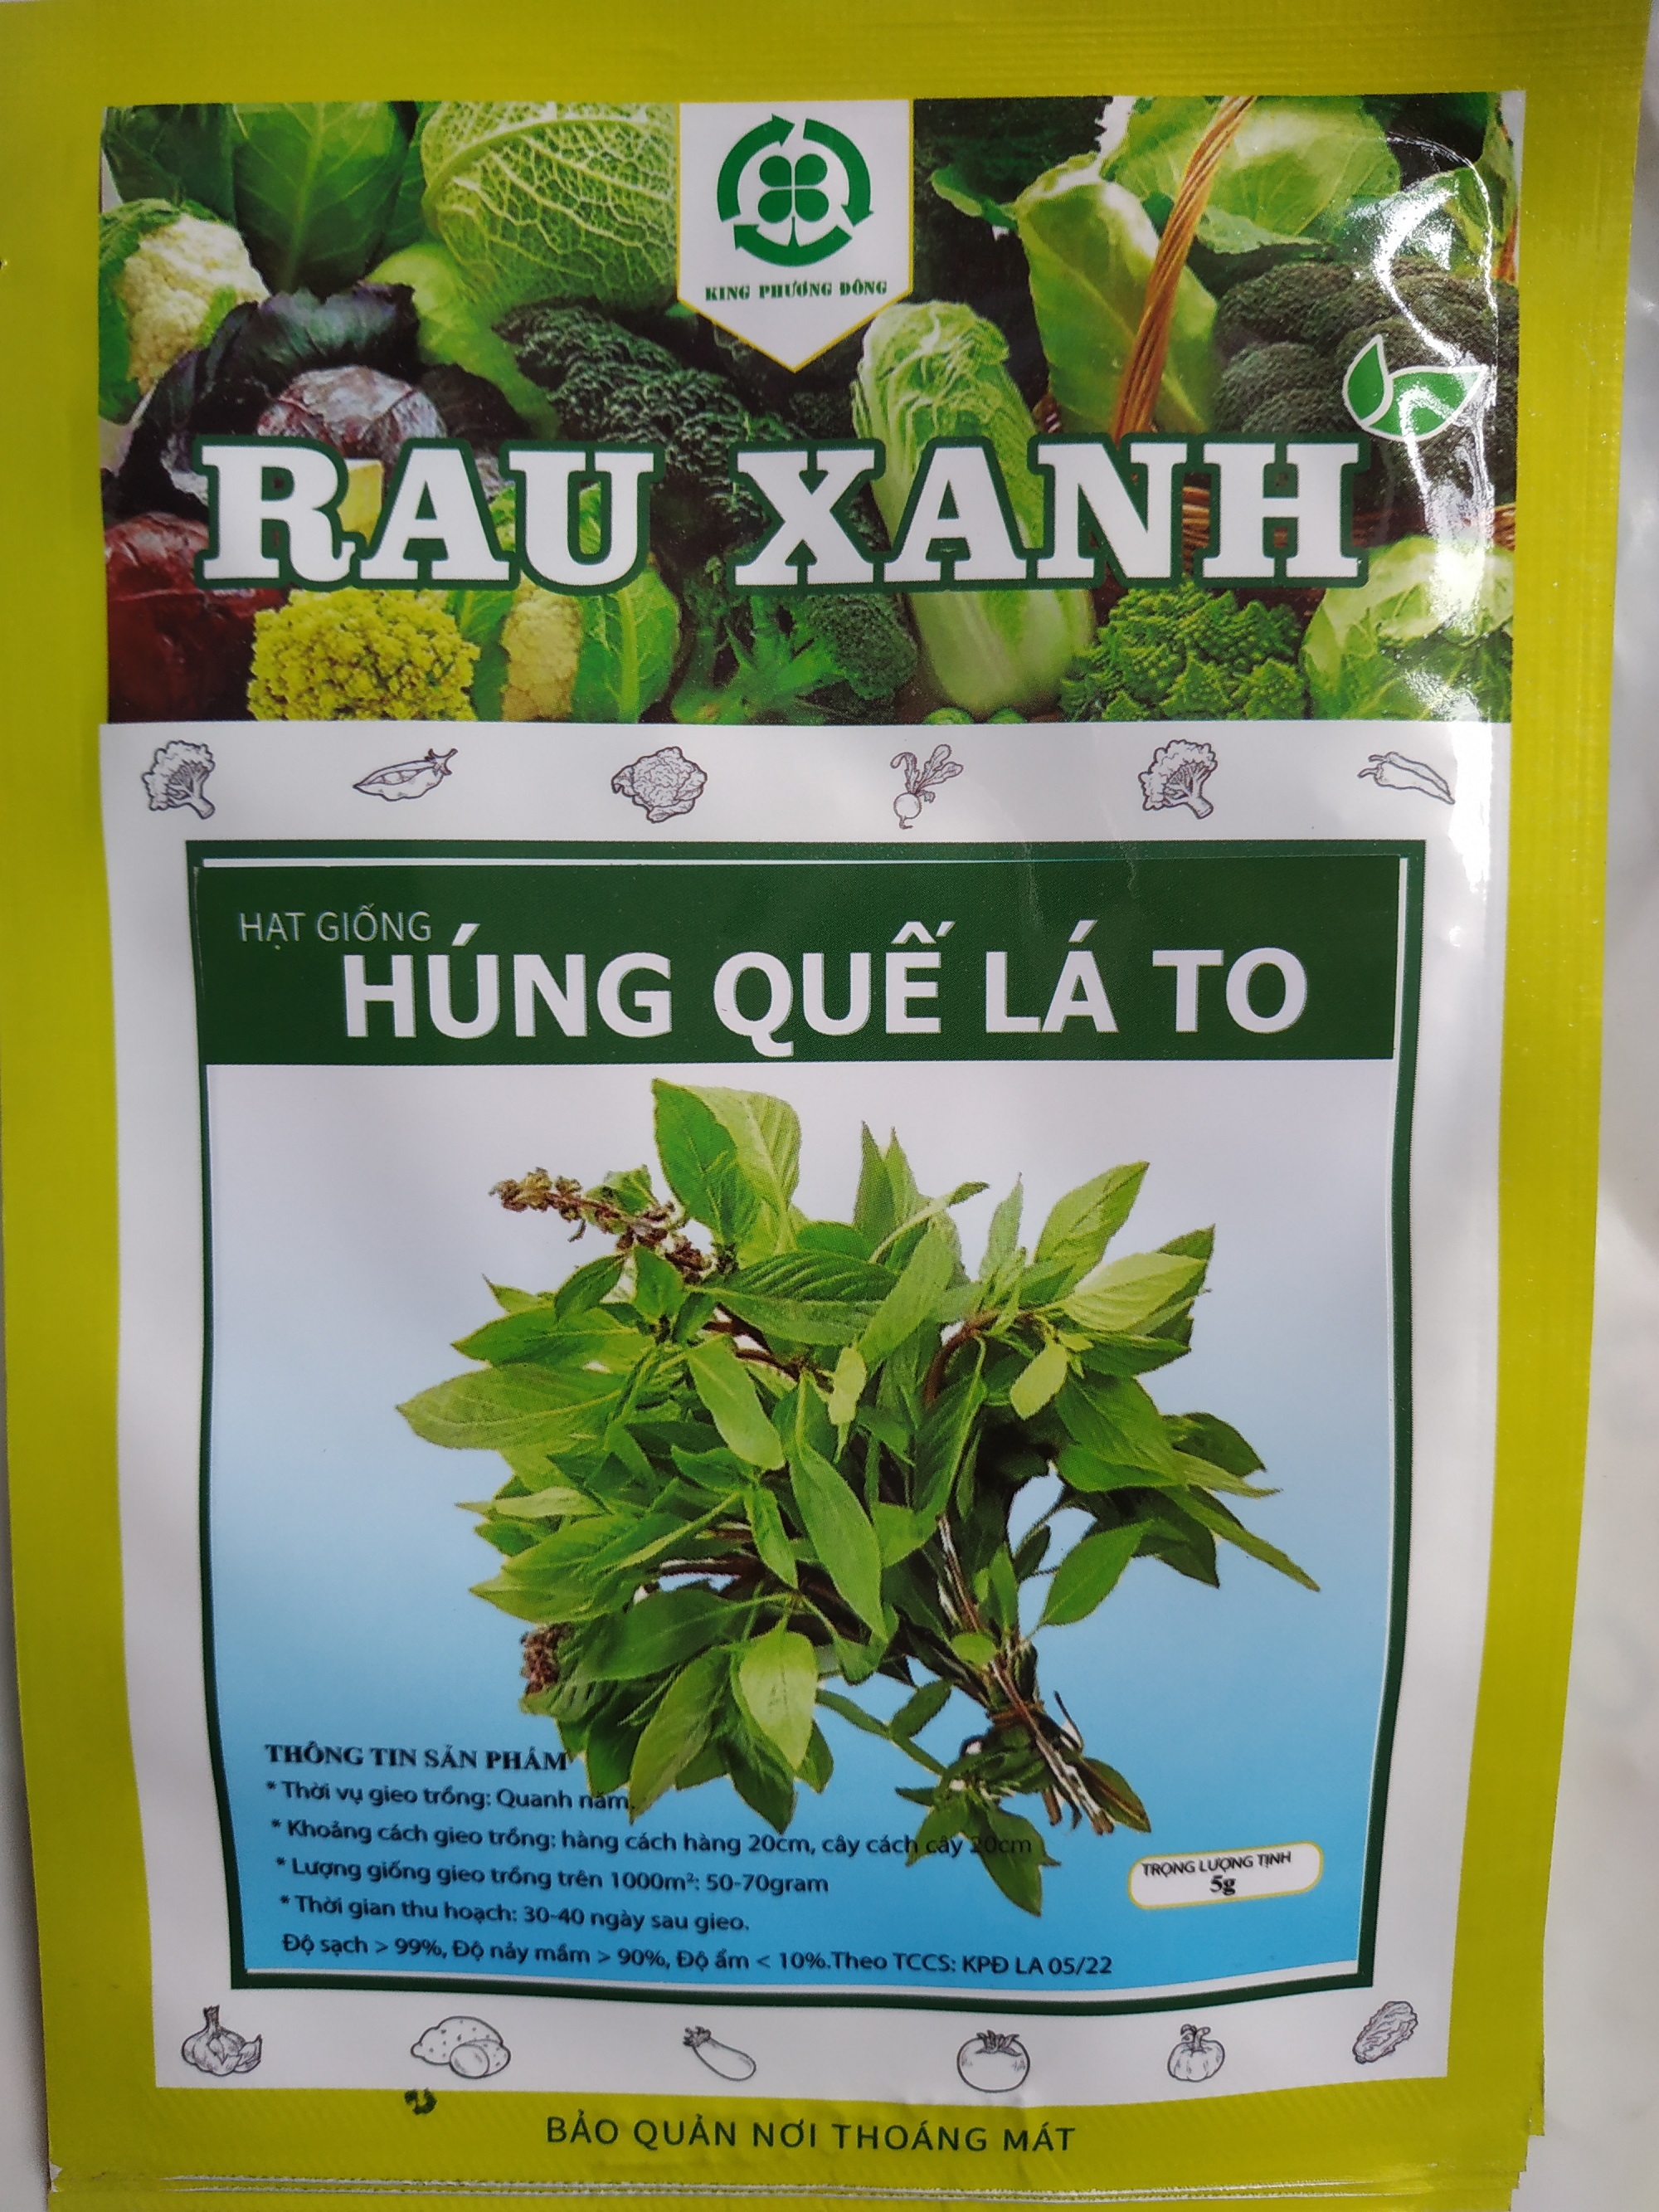 KING PHƯƠNG ĐÔNG
RAU XANH
HẠT GIỐNG
HÚNG QUẾ LÁ TO
THÔNG TIN SẢN PHẨM
* Thời vụ gieo trồng: Quanh năm.
* Khoảng cách gieo trồng: hàng cách hàng 20cm, cây cách cây 20cm
* Lượng giống gieo trồng trên 1000m²: 50-70gram
* Thời gian thu hoạch: 30-40 ngày sau gieo.
Độ sạch > 99%, Độ nảy mầm > 90%, Độ ẩm < 10%.Theo TCCS: KPĐ LA 05/22
TRỌNG LƯỢNG TỊNH
5g
BẢO QUẢN NƠI THOÁNG MÁT